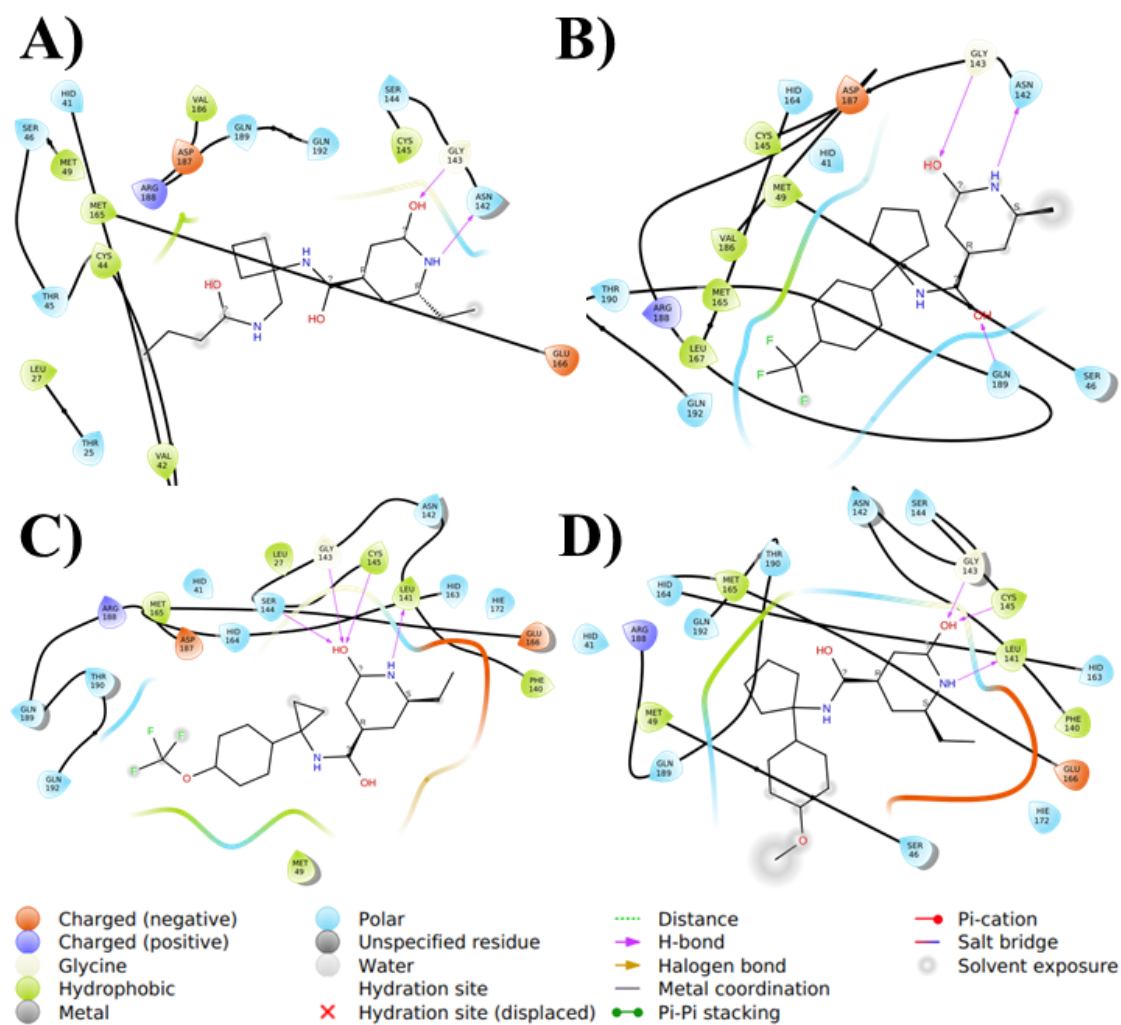 A)
HID 41
SER 46
MET 49
VAL 186
ASP 187
ARG 188
GLN 189
GLN 192
SER 144
CYS 145
GLY 143
ASN 142
MET 165
CYS 44
THR 45
LEU 27
THR 25
VAL 42
GLU 166
HO
?
NH
R
R
NH
?
HO
HO
?
N
H
B)
GLY 143
ASN 142
HID 164
ASP 187
CYS 145
HID 41
MET 49
VAL 186
MET 165
THR 190
ARG 188
LEU 167
GLN 192
GLN 189
SER 46
HO
?
N
H
S
R
?
N
H
OH
F
F
F
C)
ASN 142
LEU 27
GLY 143
CYS 145
HID 41
LEU 141
HID 163
HIE 172
ARG 188
MET 165
SER 144
ASP 187
HID 164
GLU 166
THR 190
GLN 189
PHE 140
GLN 192
MET 49
HO
?
H
N
S
R
?
N
H
OH
F
F
F
O
D)
ASN 142
SER 144
THR 190
GLY 143
HID 164
MET 165
CYS 145
GLN 192
HID 41
ARG 188
LEU 141
HID 163
MET 49
PHE 140
GLN 189
GLU 166
HIE 172
SER 46
OH
?
HO
?
R
NH
S
N
H
O
Charged (negative)
Charged (positive)
Glycine
Hydrophobic
Metal
Polar
Unspecified residue
Water
Hydration site
Hydration site (displaced)
Distance
H-bond
Halogen bond
Metal coordination
Pi-Pi stacking
Pi-cation
Salt bridge
Solvent exposure